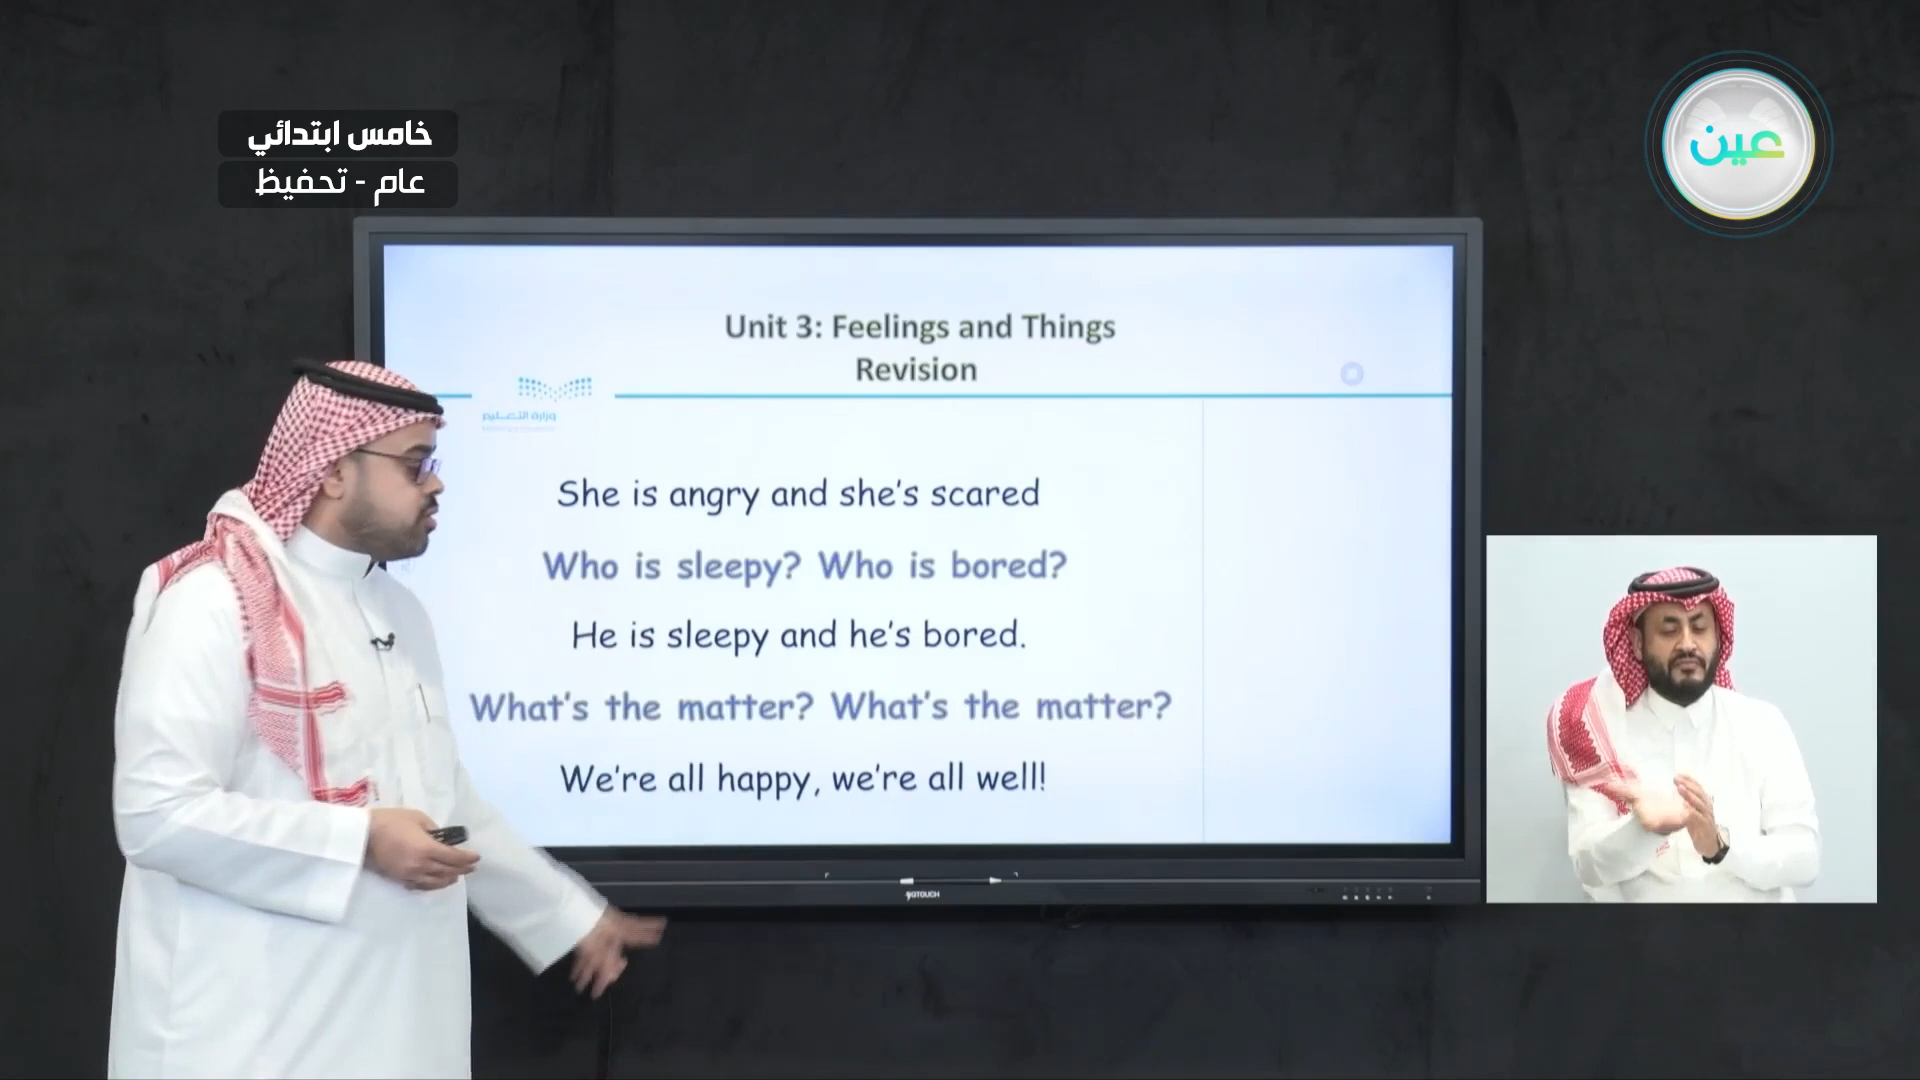 خامس ابتدائي
عام - تحفيظ
عين
Unit 3: Feelings and Things
Revision
وزارة التعليم
She is angry and she's scared
Who is sleepy? Who is bored?
He is sleepy and he's bored.
What's the matter? What's the matter?
We're all happy, we're all well!